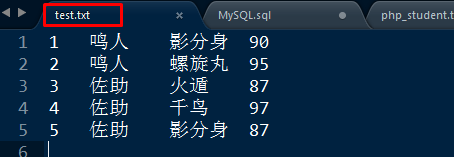 test.txt × MySQL.sql php_student.t
1 1 鸣人 影分身 90
2 2 鸣人 螺旋丸 95
3 3 佐助 火遁 87
4 4 佐助 千鸟 97
5 5 佐助 影分身 87
6